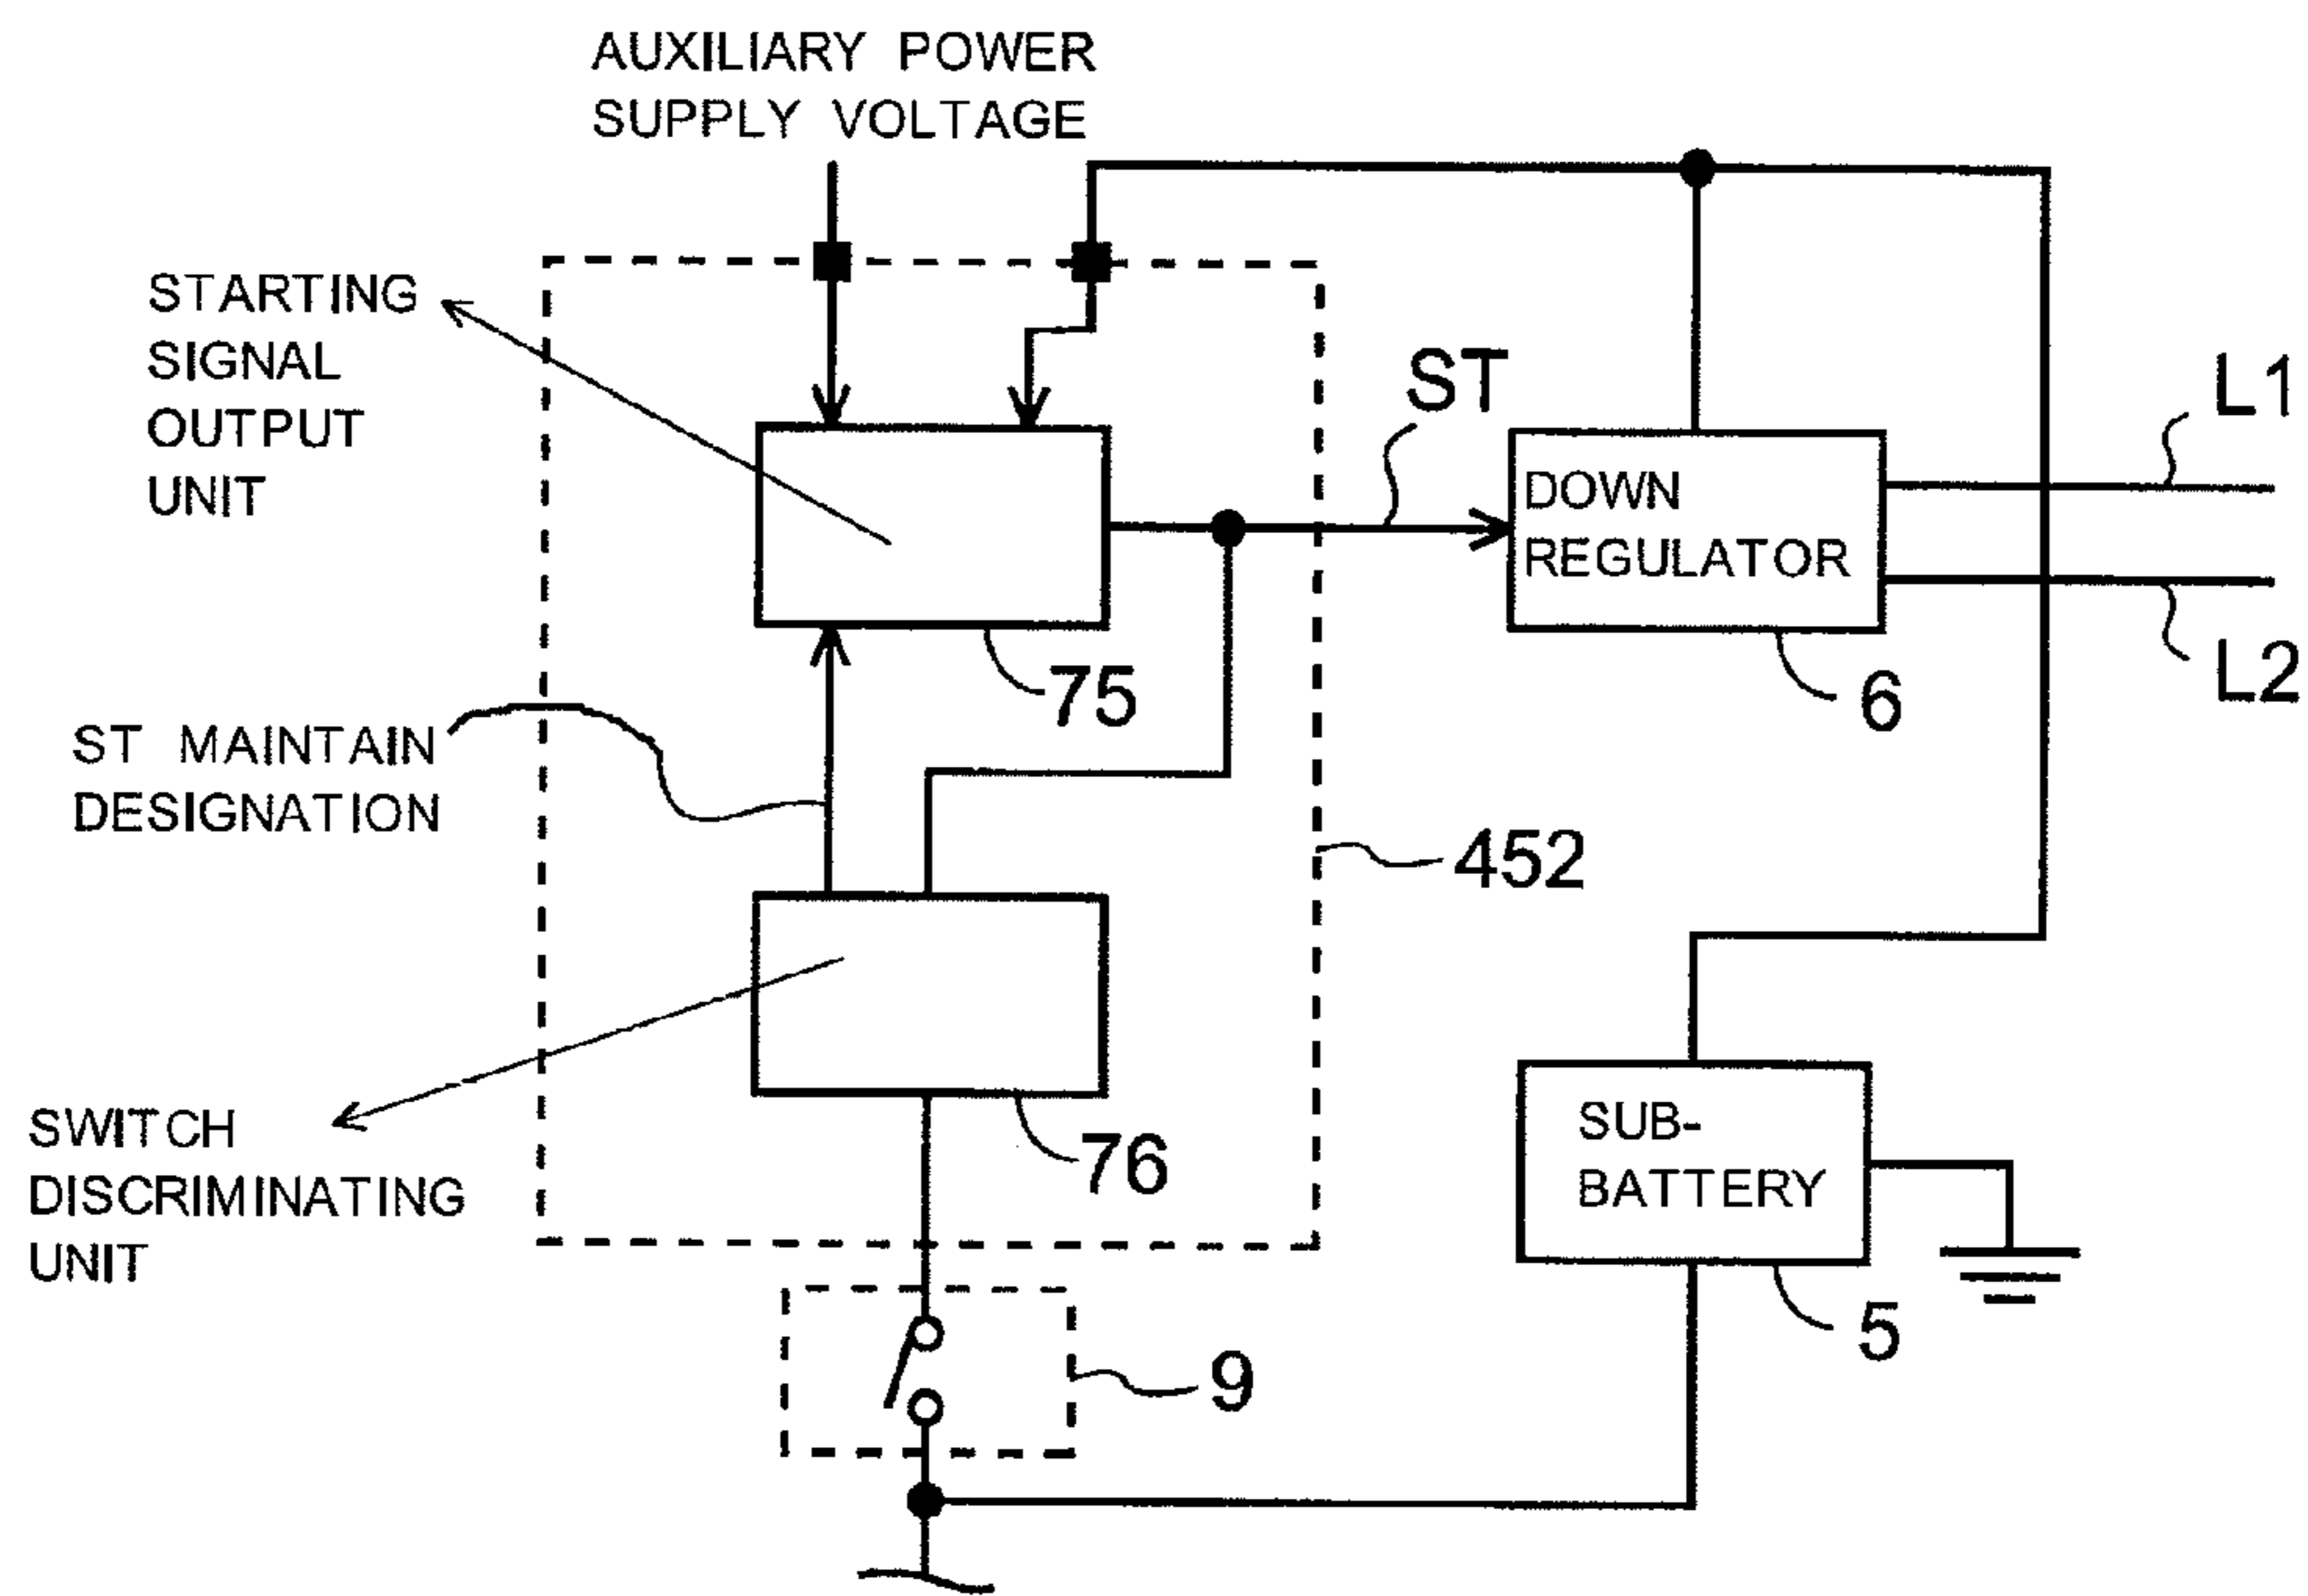 AUXILIARY POWER
SUPPLY VOLTAGE
STARTING
SIGNAL
OUTPUT
UNIT
ST
L1
DOWN
REGULATOR
L2
75
6
ST MAINTAIN
DESIGNATION
452
76
SWITCH
DISCRIMINATING
UNIT
SUB-
BATTERY
5
9